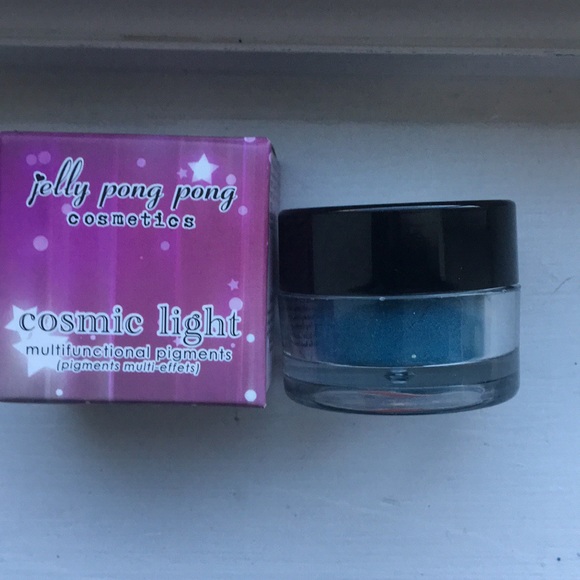 jelly pong pong
cosmetics
cosmic light
multifunctional pigments
(pigments multi-effets)